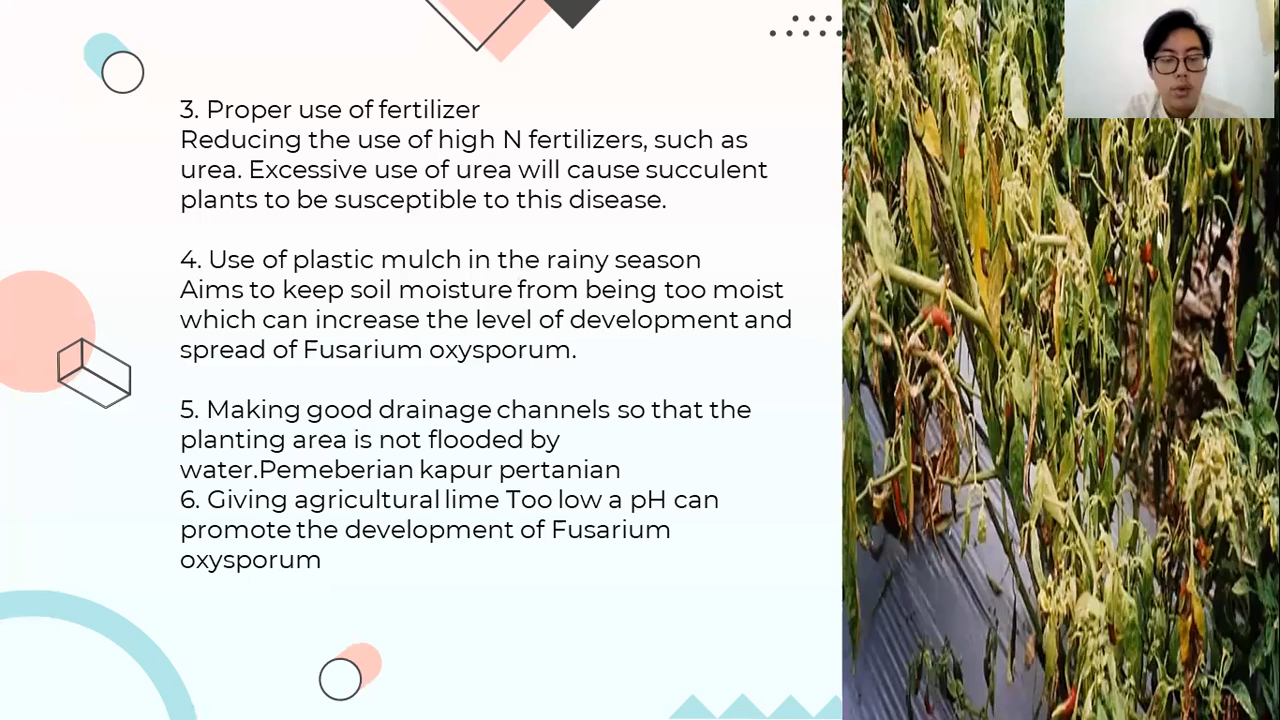 3. Proper use of fertilizer
Reducing the use of high N fertilizers, such as
urea. Excessive use of urea will cause succulent
plants to be susceptible to this disease.
4. Use of plastic mulch in the rainy season
Aims to keep soil moisture from being too moist
which can increase the level of development and
spread of Fusarium oxysporum.
5. Making good drainage channels so that the
planting area is not flooded by
water.Pemeberian kapur pertanian
6. Giving agricultural lime Too low a pH can
promote the development of Fusarium
oxysporum